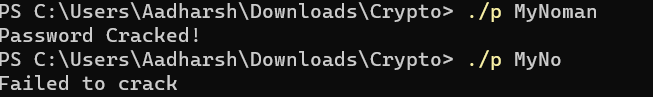 PS C:\Users\Aadharsh\Downloads\Crypto> ./p MyNoman
Password Cracked!
PS C:\Users\Aadharsh\Downloads\Crypto> ./p MyNo
Failed to crack